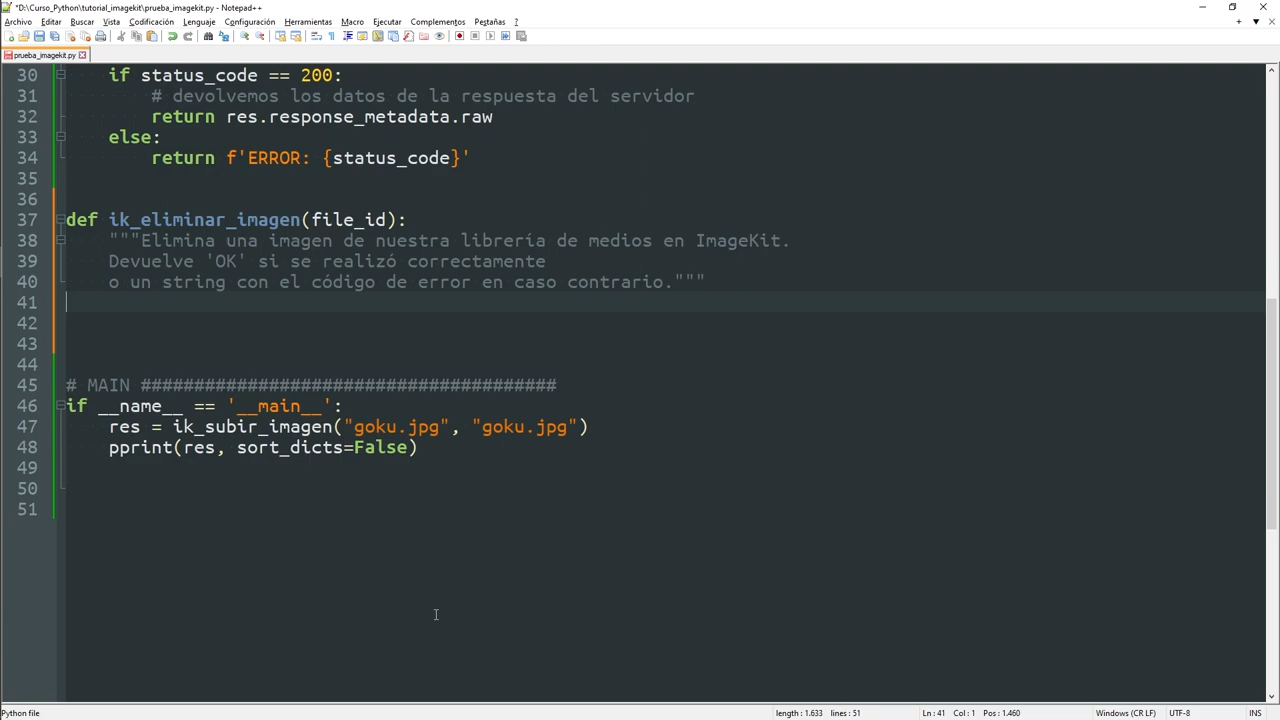 *D:\Curso_Python\tutorial_imagekit\prueba_imagekit.py - Notepad++
Archivo Editar Buscar Vista Codificación Lenguaje Configuración Herramientas Macro Ejecutar Complementos Pestañas ?
prueba_imagekit.py
30 if status_code == 200:
31 # devolvemos los datos de la respuesta del servidor
32 return res.response_metadata.raw
33 else:
34 return f'ERROR: {status_code}'
35
36
37 def ik_eliminar_imagen(file_id):
38 """Elimina una imagen de nuestra librería de medios en ImageKit.
39 Devuelve 'OK' si se realizó correctamente
40 o un string con el código de error en caso contrario."""
41
42
43
44
45 # MAIN #######################################
46 if __name__ == '__main__':
47 res = ik_subir_imagen("goku.jpg", "goku.jpg")
48 pprint(res, sort_dicts=False)
49
50
51
Python file length : 1.633 lines : 51 Ln : 41 Col : 1 Pos : 1.460 Windows (CR LF) UTF-8 INS